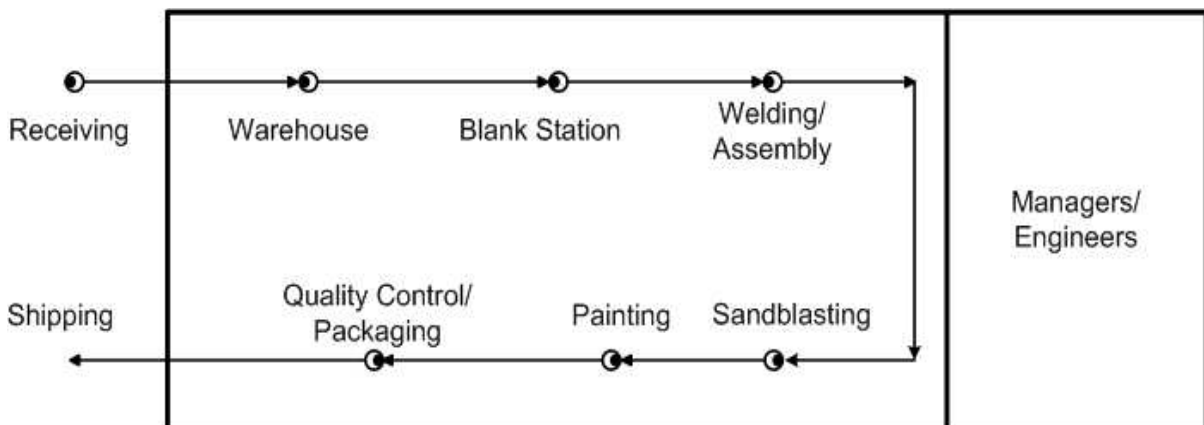 Receiving
Warehouse
Blank Station
Welding/
Assembly
Managers/
Engineers
Shipping
Quality Control/
Packaging
Painting
Sandblasting